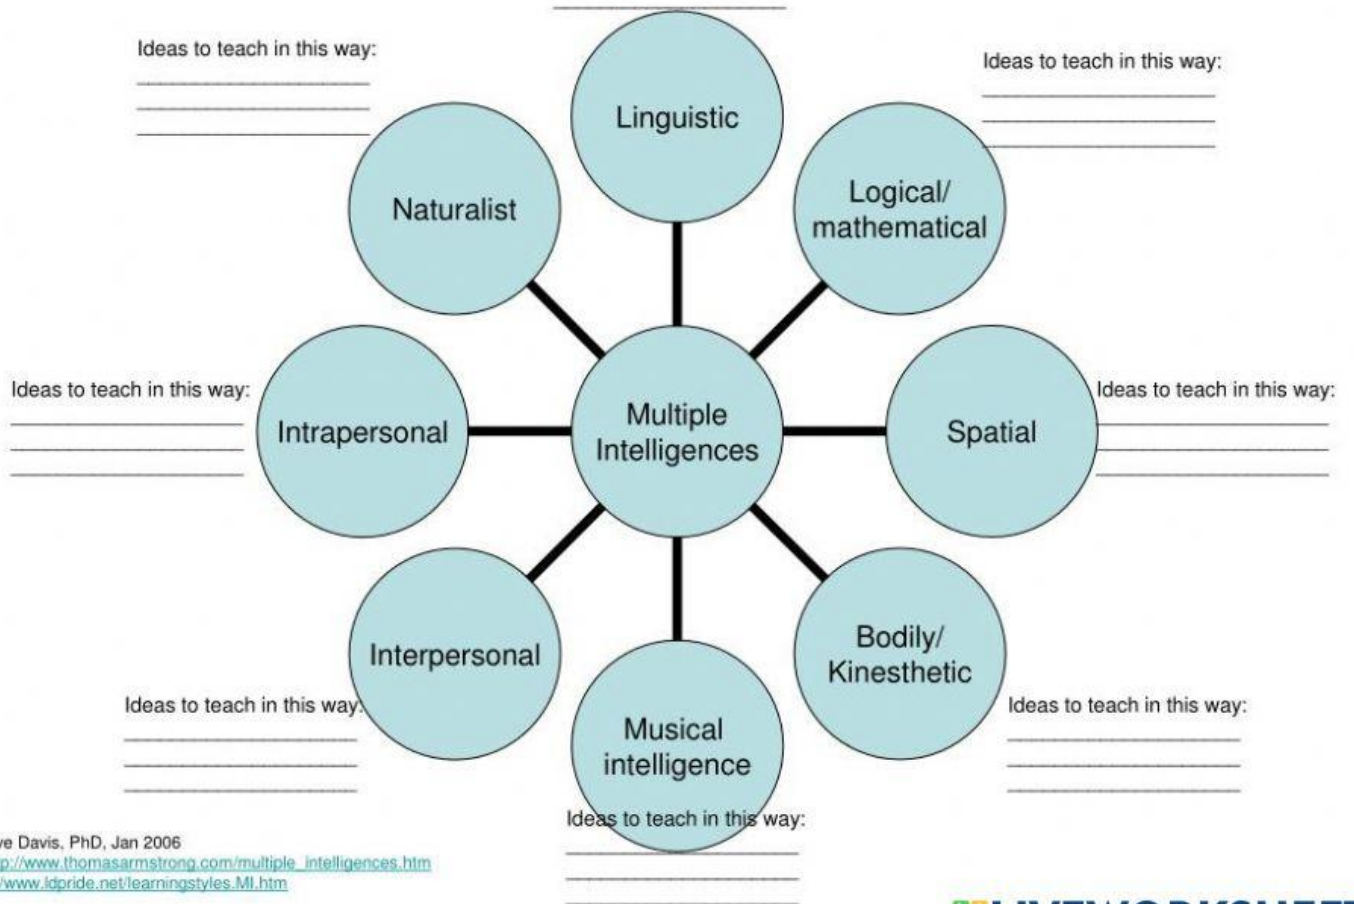 Ideas to teach in this way:
Ideas to teach in this way:
Linguistic
Naturalist
Logical/
mathematical
Ideas to teach in this way:
Intrapersonal
Multiple
Intelligences
Spatial
Ideas to teach in this way:
Interpersonal
Bodily/
Kinesthetic
Ideas to teach in this way:
Musical
intelligence
Ideas to teach in this way:
Ideas to teach in this way:
ve Davis, PhD, Jan 2006
p://www.thomasarmstrong.com/multiple_intelligences.htm
/www.ldpride.net/learningstyles.MI.htm